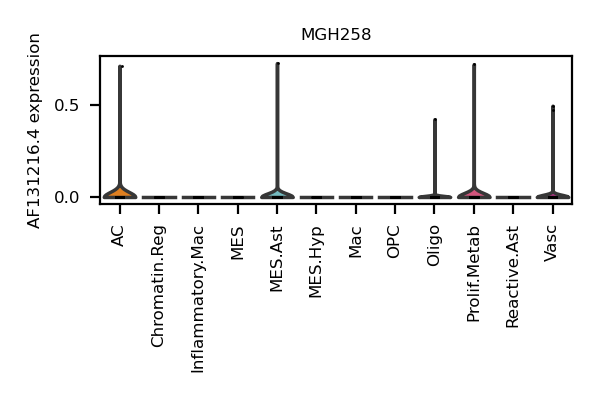 MGH258
AF131216.4 expression
0.5
0.0
AC
Chromatin.Reg
Inflammatory.Mac
MES
MES.Ast
MES.Hyp
Mac
OPC
Oligo
Prolif.Metab
Reactive.Ast
Vasc